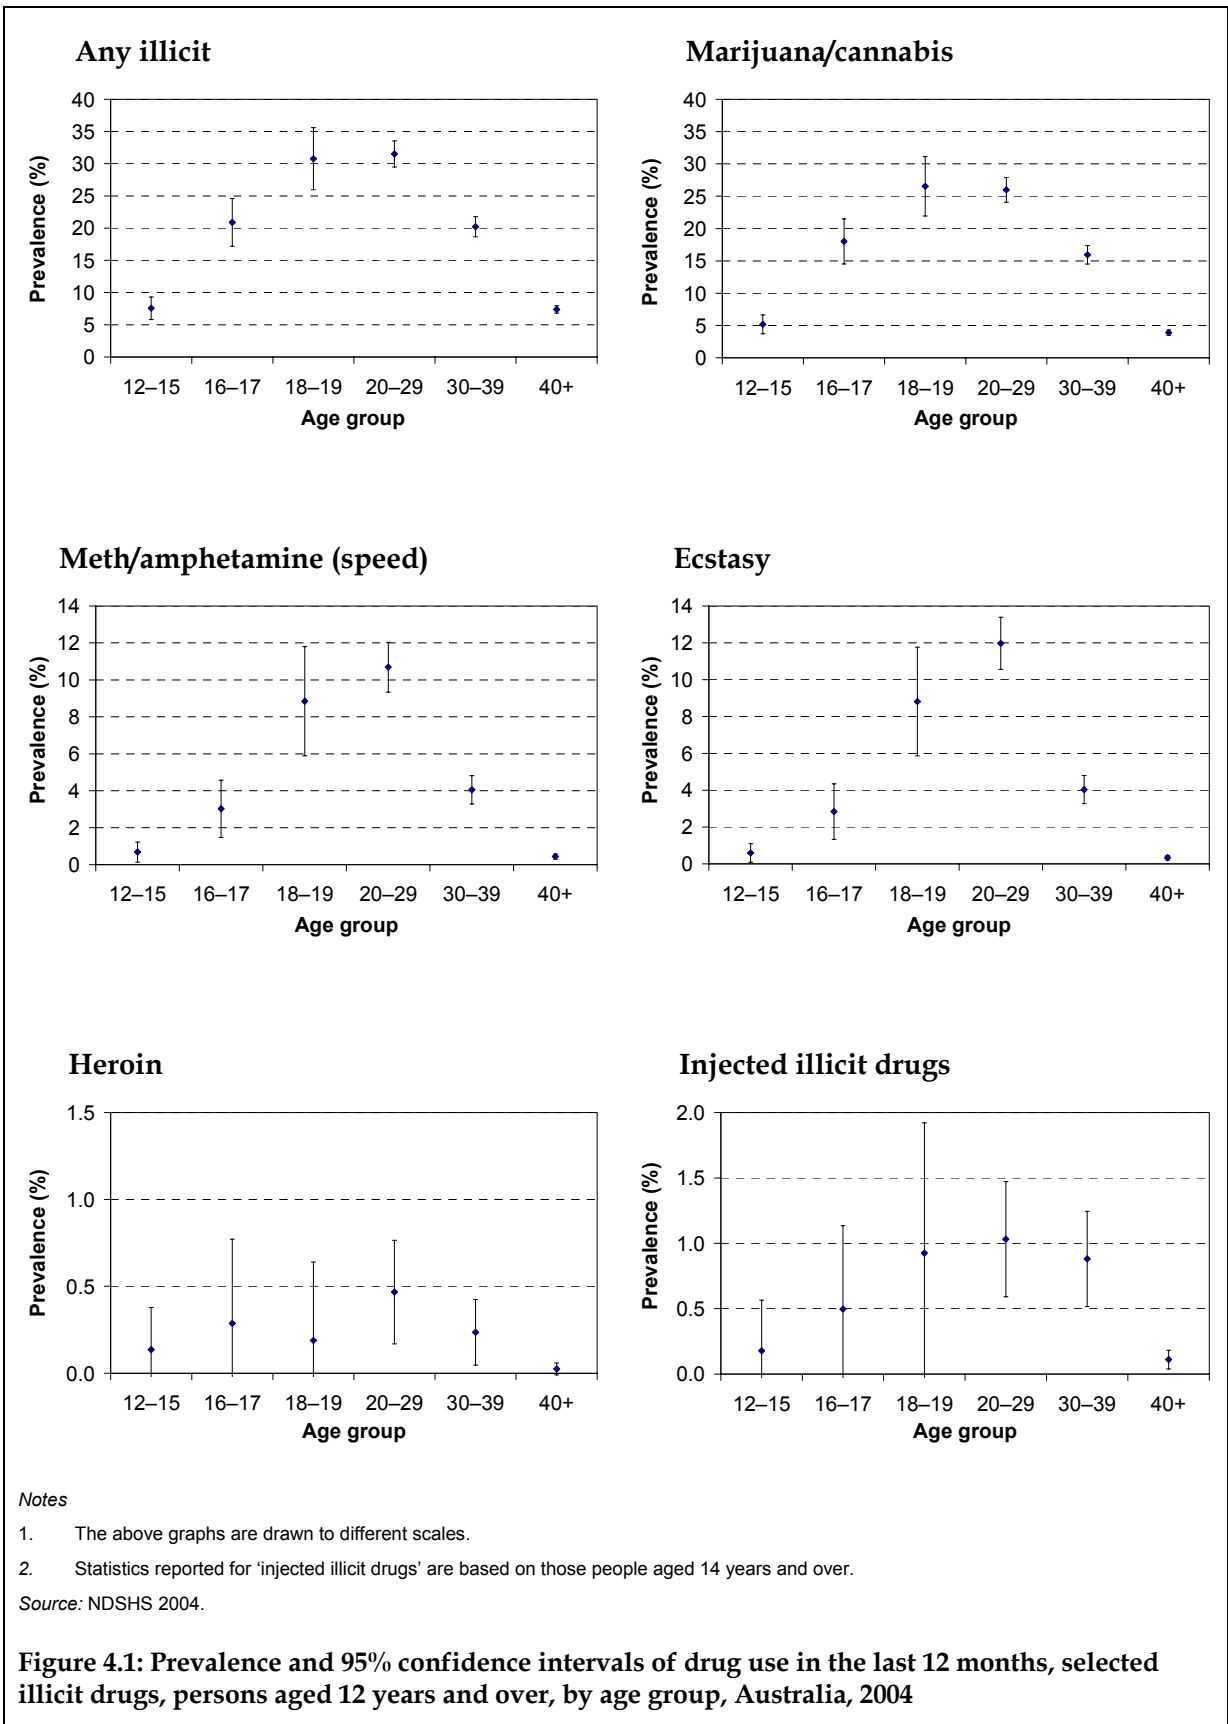 Any illicit
Prevalence (%)
40
35
30
25
20
15
10
5
0
12–15 16–17 18–19 20–29 30–39 40+
Age group
Marijuana/cannabis
Prevalence (%)
40
35
30
25
20
15
10
5
0
12–15 16–17 18–19 20–29 30–39 40+
Age group
Meth/amphetamine (speed)
Prevalence (%)
14
12
10
8
6
4
2
0
12–15 16–17 18–19 20–29 30–39 40+
Age group
Ecstasy
Prevalence (%)
14
12
10
8
6
4
2
0
12–15 16–17 18–19 20–29 30–39 40+
Age group
Heroin
Prevalence (%)
1.5
1.0
0.5
0.0
12–15 16–17 18–19 20–29 30–39 40+
Age group
Injected illicit drugs
Prevalence (%)
2.0
1.5
1.0
0.5
0.0
12–15 16–17 18–19 20–29 30–39 40+
Age group
Notes
1. The above graphs are drawn to different scales.
2. Statistics reported for ‘injected illicit drugs’ are based on those people aged 14 years and over.
Source: NDSHS 2004.
Figure 4.1: Prevalence and 95% confidence intervals of drug use in the last 12 months, selected
illicit drugs, persons aged 12 years and over, by age group, Australia, 2004